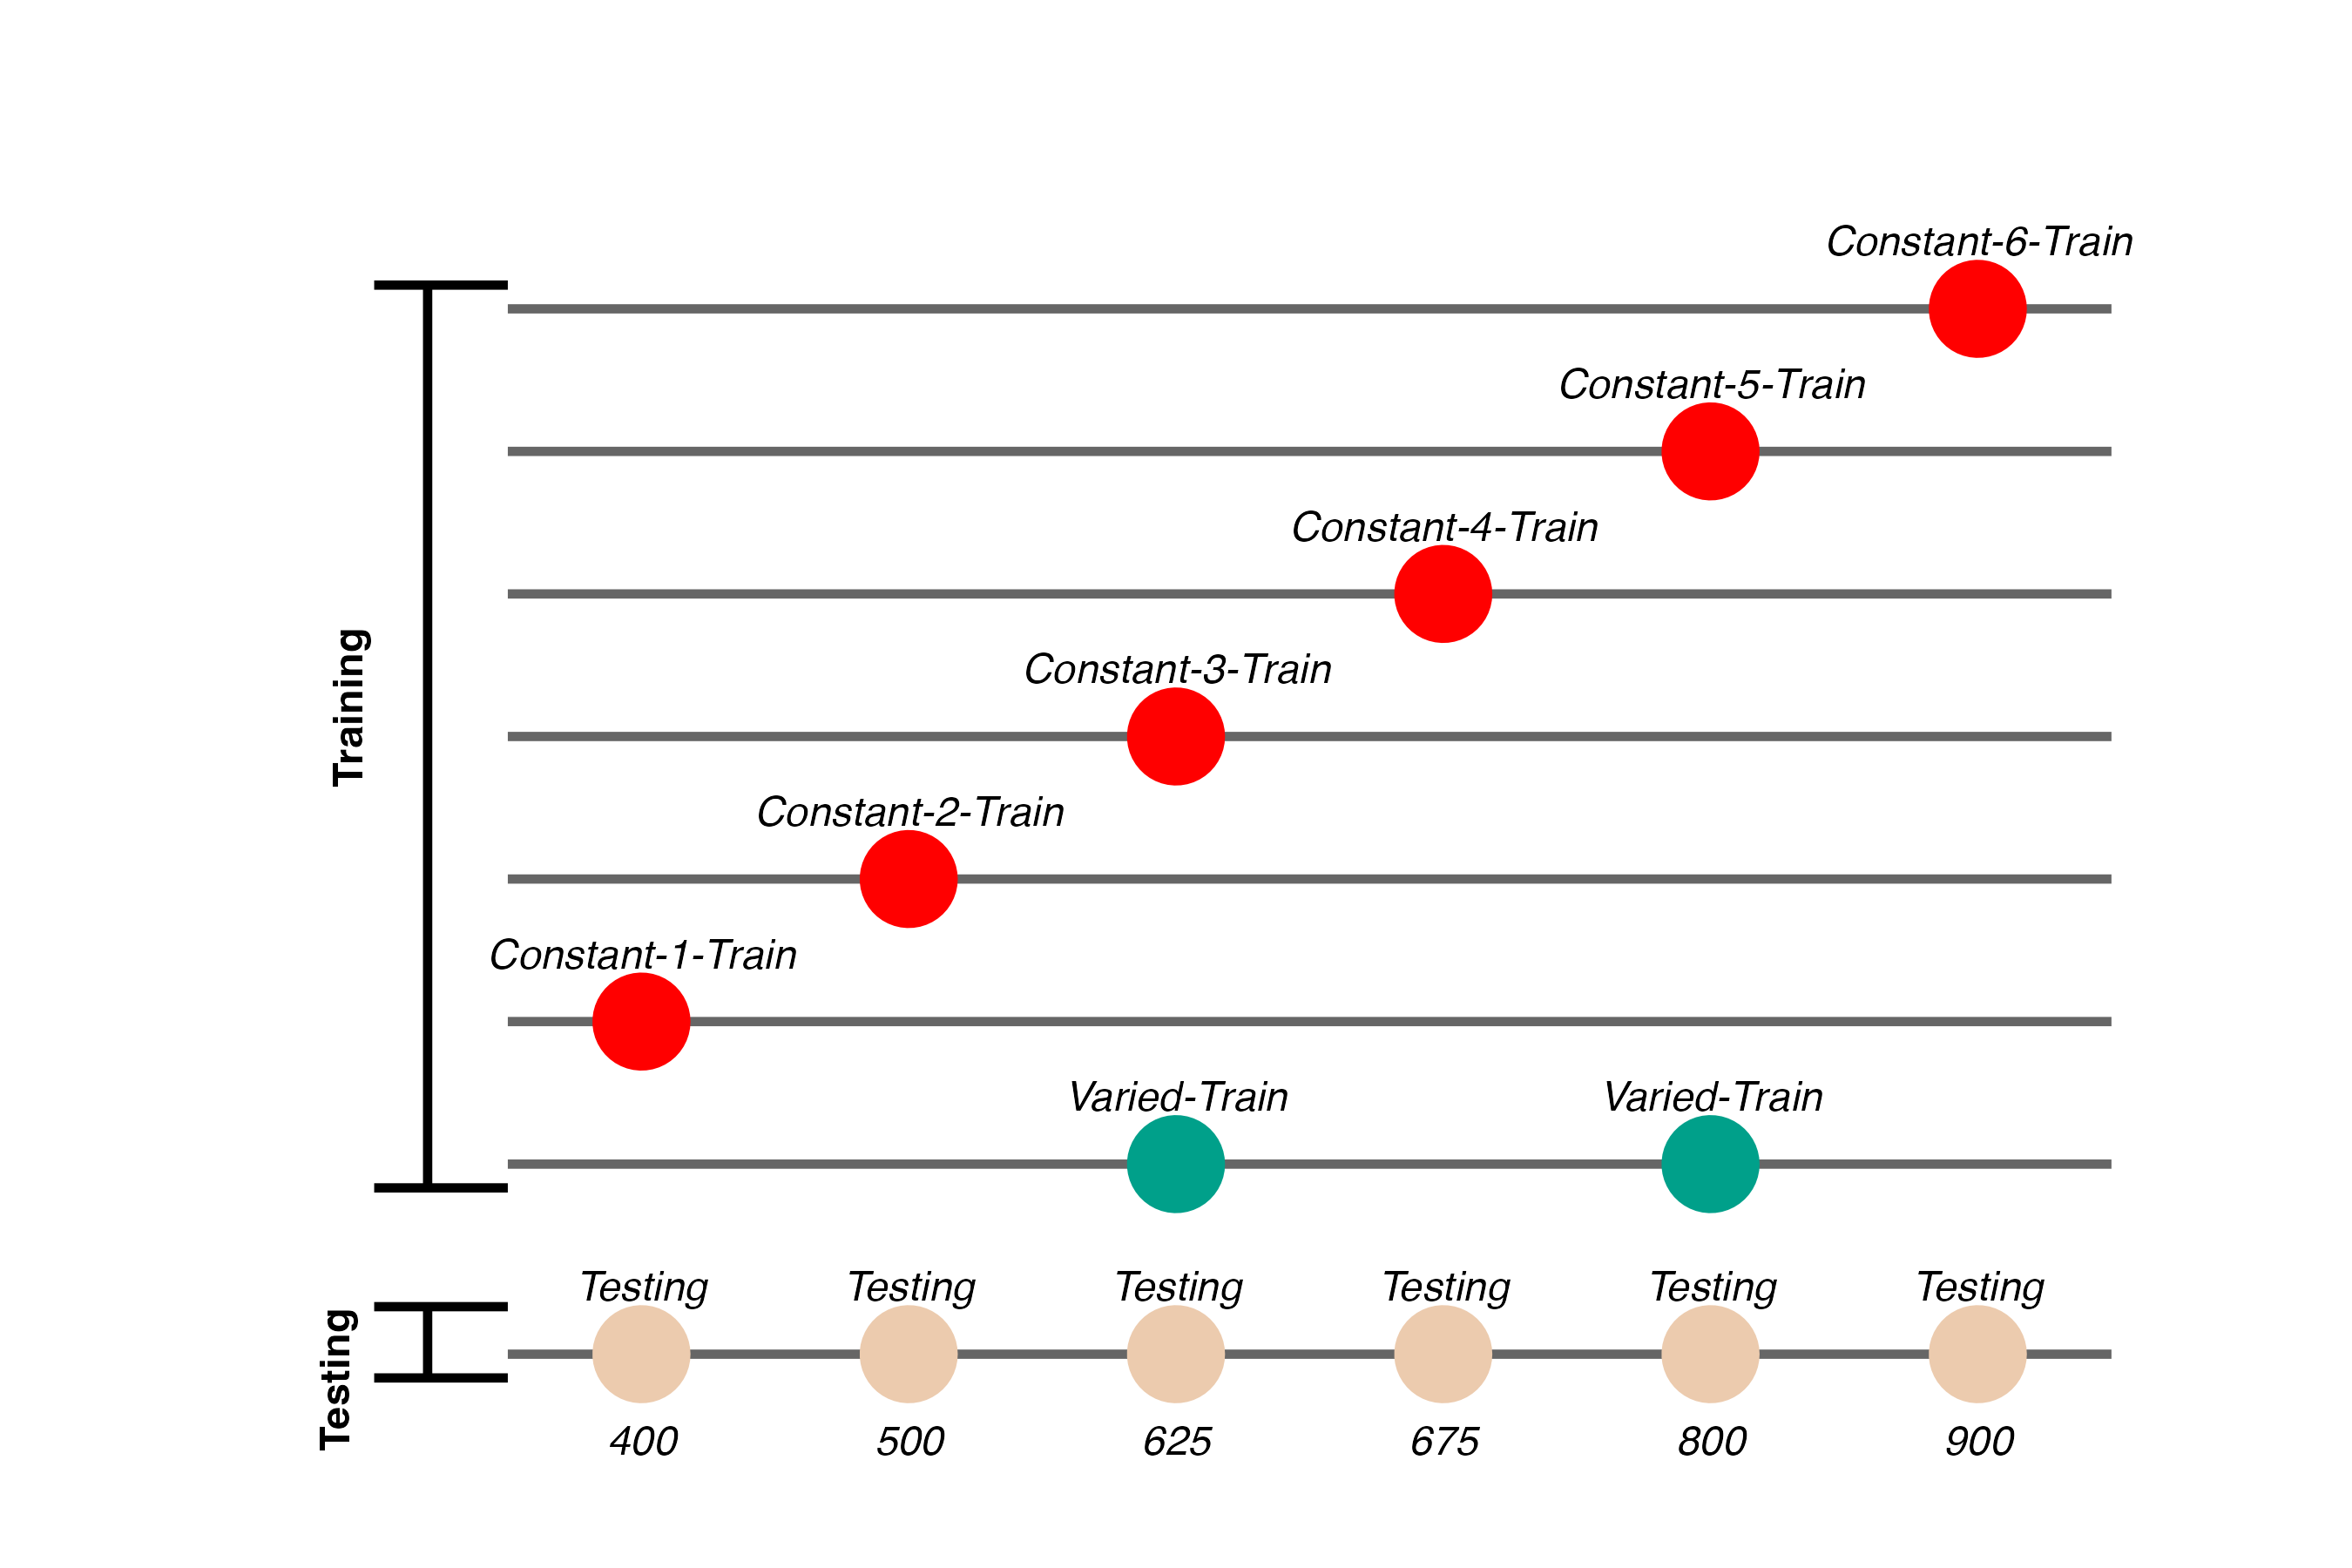 Constant-6-Train
Constant-5-Train
Constant-4-Train
Training
Constant-3-Train
Constant-2-Train
Constant-1-Train
Varied-Train Varied-Train
Testing Testing Testing Testing Testing Testing
Testing
400 500 625 675 800 900